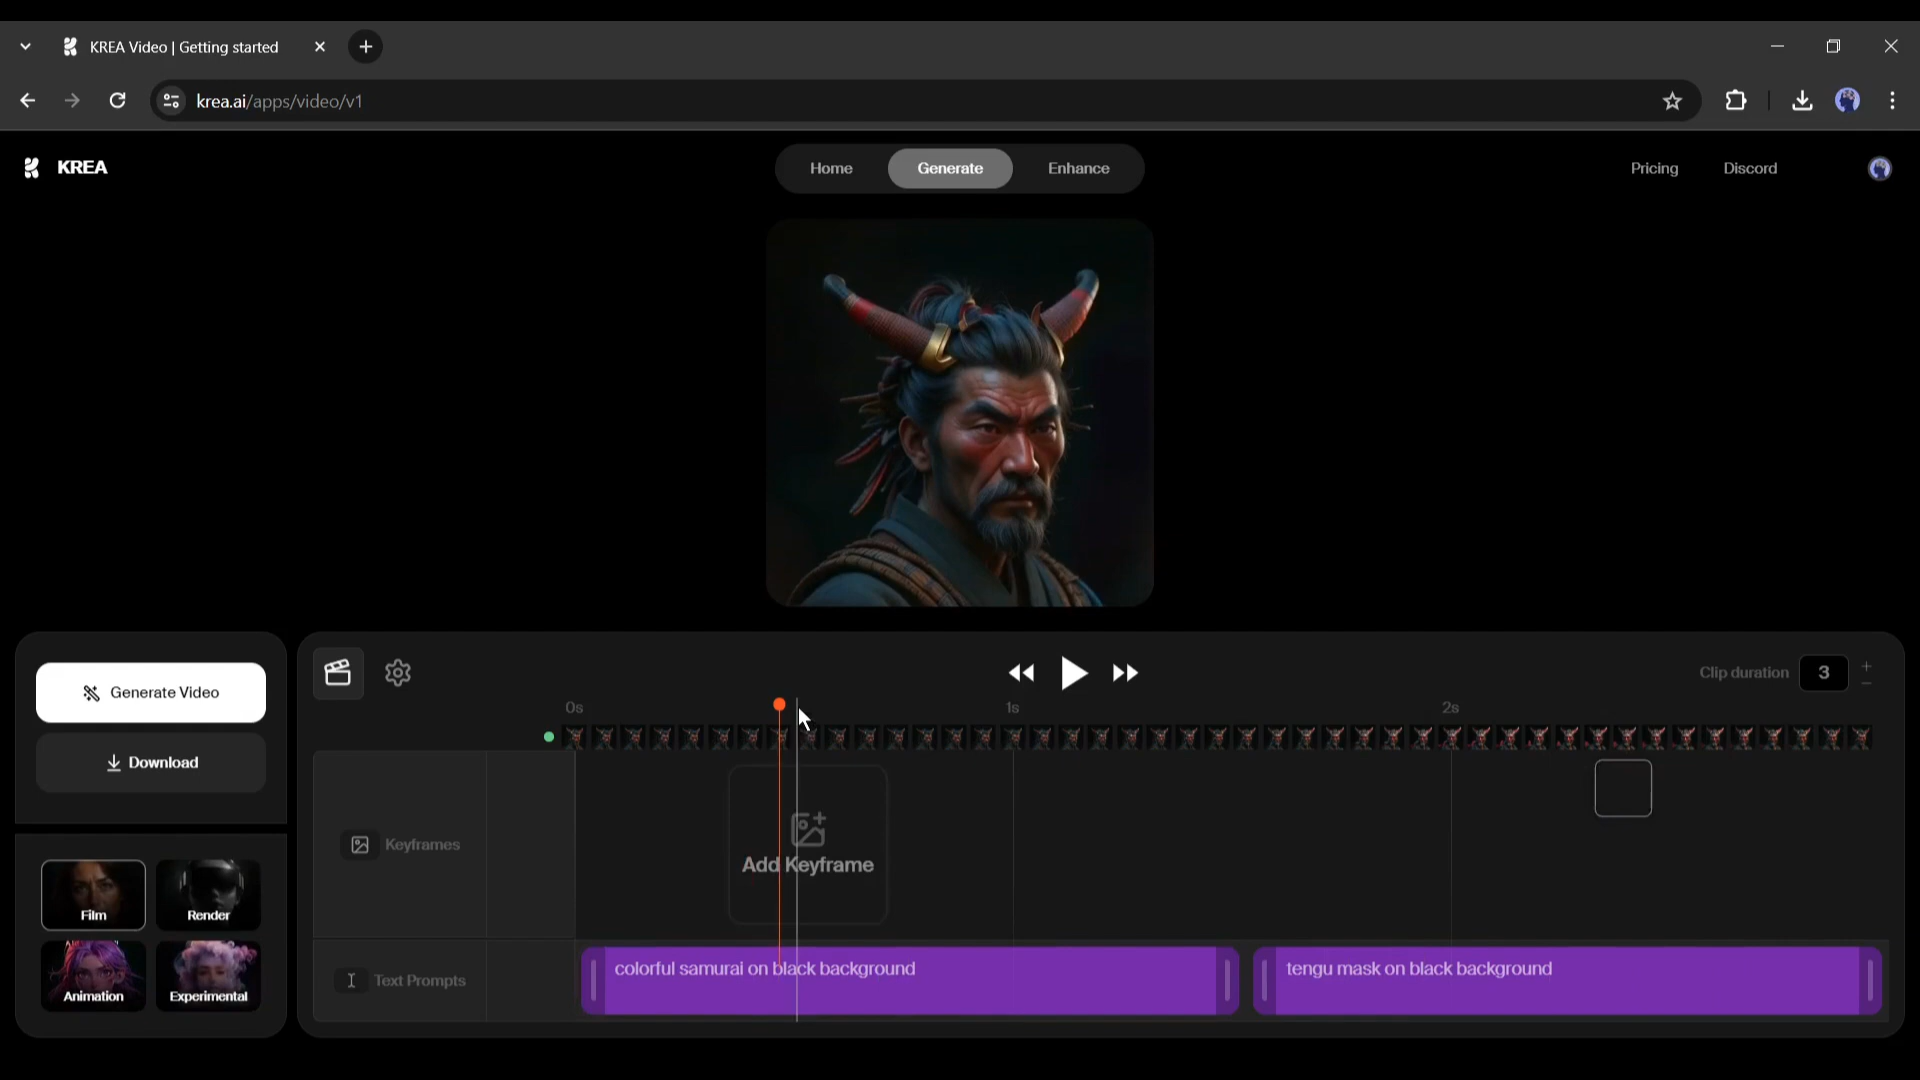 KREA Video | Getting started
krea.ai/apps/video/v1
KREA
Home
Generate
Enhance
Pricing
Discord
Generate Video
Download
Clip duration
3
0s
1s
2s
Keyframes
Add Keyframe
Film
Render
Animation
Experimental
Text Prompts
colorful samurai on black background
tengu mask on black background